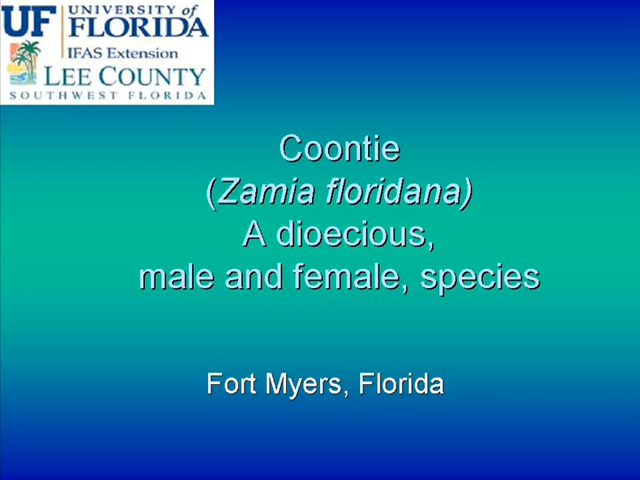 UF UNIVERSITY of
FLORIDA
IFAS Extension
LEE COUNTY
SOUTHWEST FLORIDA
Coontie
(Zamia floridana)
A dioecious,
male and female, species
Fort Myers, Florida